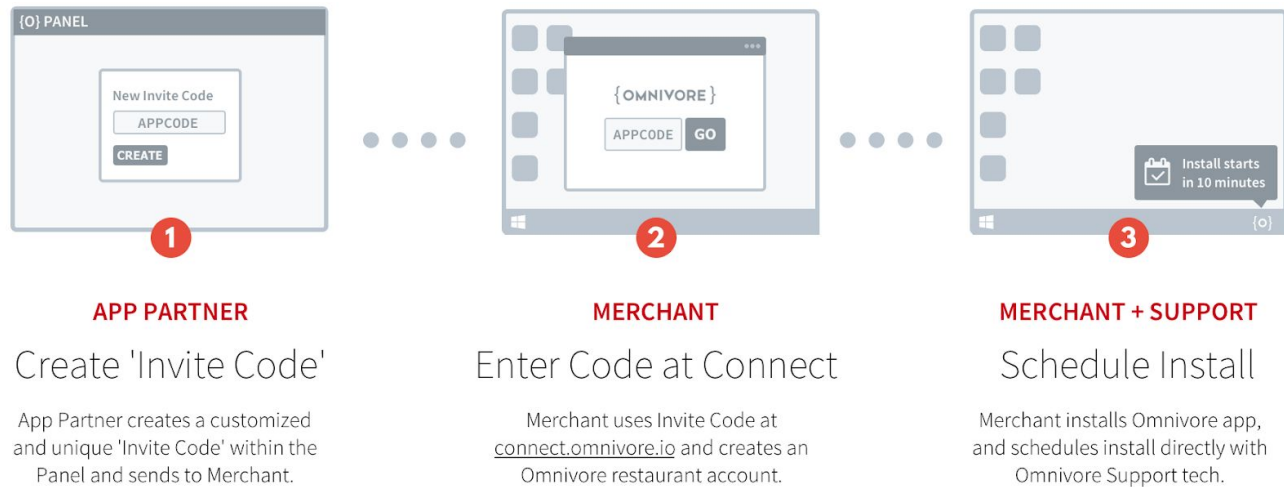 {O} PANEL
New Invite Code
APPCODE
CREATE
1
APP PARTNER
Create 'Invite Code'
App Partner creates a customized
and unique 'Invite Code' within the
Panel and sends to Merchant.
{OMNIVORE}
APPCODE GO
2
MERCHANT
Enter Code at Connect
Merchant uses Invite Code at
connect.omnivore.io and creates an
Omnivore restaurant account.
Install starts
in 10 minutes
{O}
3
MERCHANT + SUPPORT
Schedule Install
Merchant installs Omnivore app,
and schedules install directly with
Omnivore Support tech.